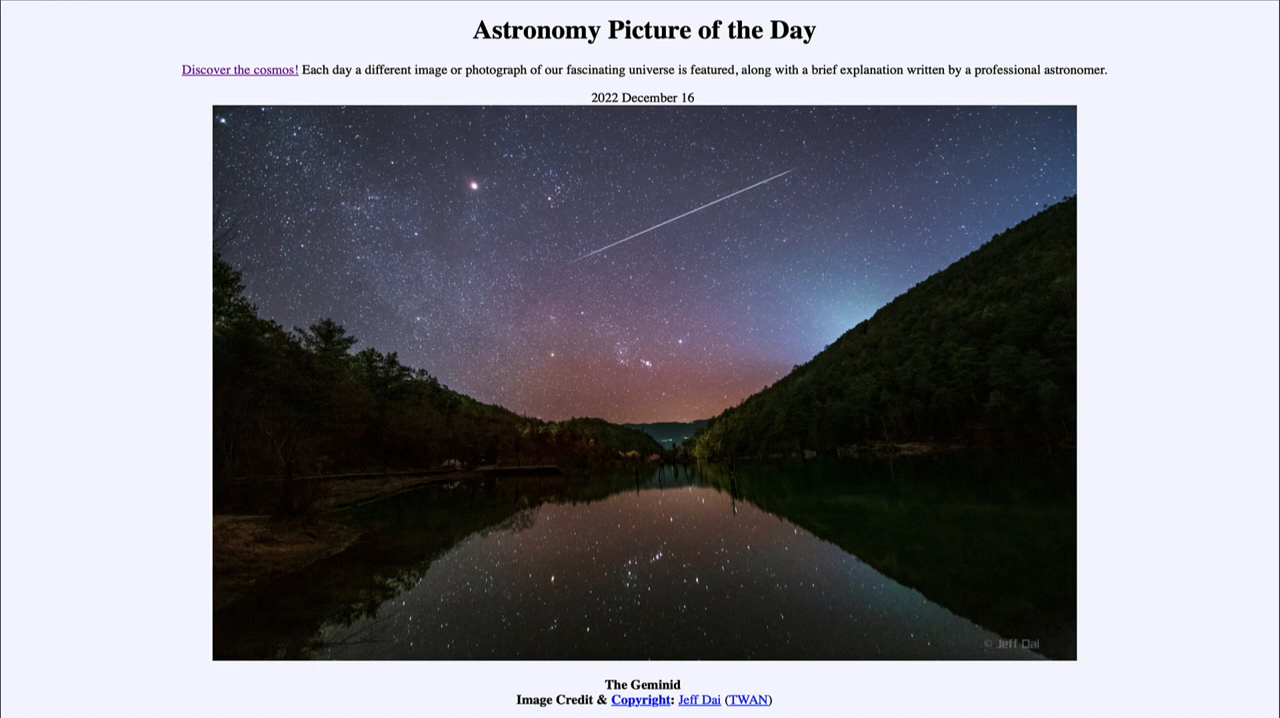 Astronomy Picture of the Day
Discover the cosmos! Each day a different image or photograph of our fascinating universe is featured, along with a brief explanation written by a professional astronomer.
2022 December 16
© Jeff Dai
The Geminid
Image Credit & Copyright: Jeff Dai (TWAN)